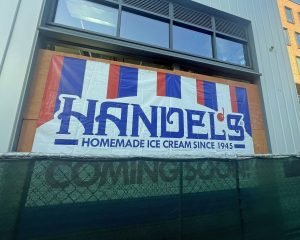 HANDEL'S
HOMEMADE ICE CREAM SINCE 1945
COMING SOON